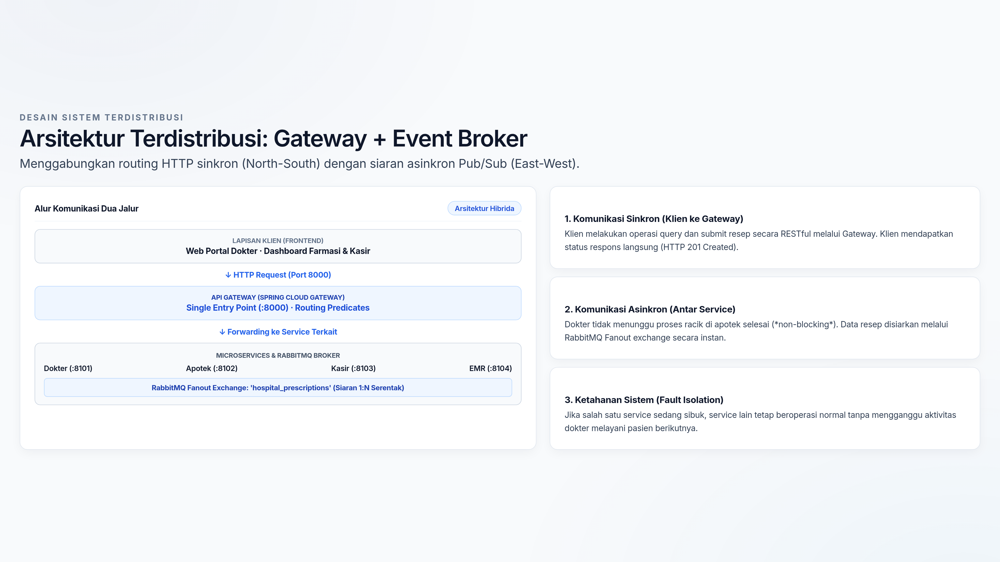 DESAIN SISTEM TERDISTRIBUSI
Arsitektur Terdistribusi: Gateway + Event Broker
Menggabungkan routing HTTP sinkron (North-South) dengan siaran asinkron Pub/Sub (East-West).
Alur Komunikasi Dua Jalur
Arsitektur Hibrida
LAPISAN KLIEN (FRONTEND)
Web Portal Dokter · Dashboard Farmasi & Kasir
↓ HTTP Request (Port 8000)
API GATEWAY (SPRING CLOUD GATEWAY)
Single Entry Point (:8000) · Routing Predicates
↓ Forwarding ke Service Terkait
MICROSERVICES & RABBITMQ BROKER
Dokter (:8101) Apotek (:8102) Kasir (:8103) EMR (:8104)
RabbitMQ Fanout Exchange: 'hospital_prescriptions' (Siaran 1:N Serentak)
1. Komunikasi Sinkron (Klien ke Gateway)
Klien melakukan operasi query dan submit resep secara RESTful melalui Gateway. Klien mendapatkan
status respons langsung (HTTP 201 Created).
2. Komunikasi Asinkron (Antar Service)
Dokter tidak menunggu proses racik di apotek selesai (*non-blocking*). Data resep disiarkan melalui
RabbitMQ Fanout exchange secara instan.
3. Ketahanan Sistem (Fault Isolation)
Jika salah satu service sedang sibuk, service lain tetap beroperasi normal tanpa mengganggu aktivitas
dokter melayani pasien berikutnya.